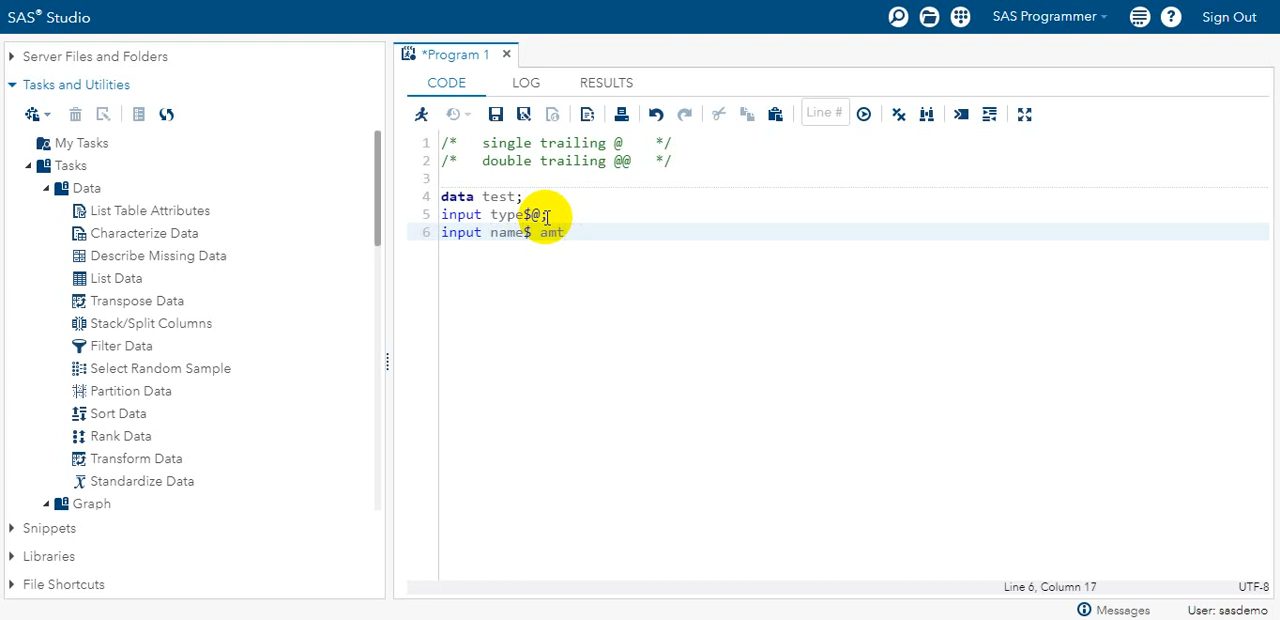 SAS® Studio
SAS Programmer
Sign Out
Server Files and Folders
Tasks and Utilities
My Tasks
Tasks
Data
List Table Attributes
Characterize Data
Describe Missing Data
List Data
Transpose Data
Stack/Split Columns
Filter Data
Select Random Sample
Partition Data
Sort Data
Rank Data
Transform Data
Standardize Data
Graph
Snippets
Libraries
File Shortcuts
*Program 1
CODE LOG RESULTS
Line #
1 /* single trailing @ */
2 /* double trailing @@ */
3
4 data test;
5 input type$@;
6 input name$ amt
Line 6, Column 17
UTF-8
Messages
User: sasdemo